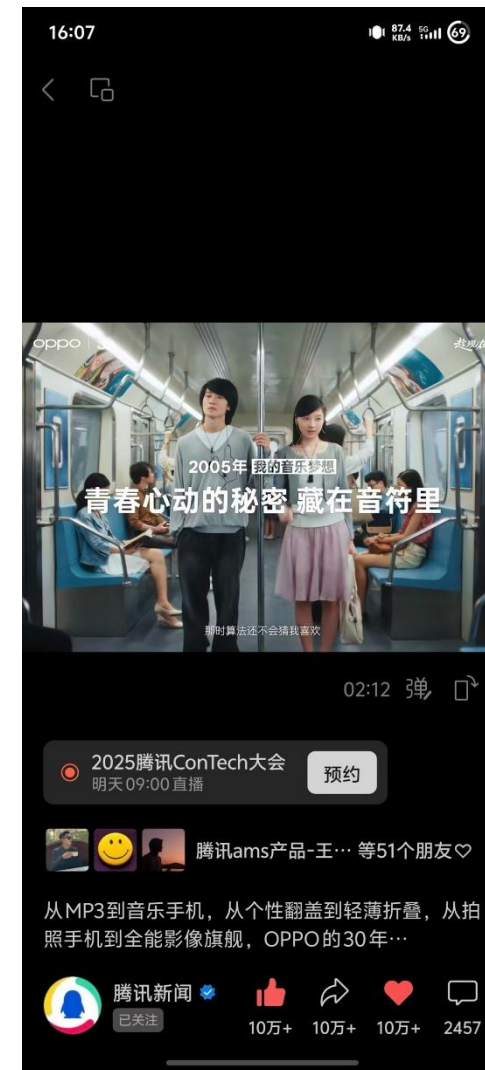 16:07
87.4
KB/s
5G
69
oppo
2005年 我的音乐梦想
青春心动的秘密 藏在音符里
那时算法还不会猜我喜欢
02:12 弹
2025腾讯ConTech大会
明天09:00直播
预约
腾讯ams产品-王… 等51个朋友♡
从MP3到音乐手机，从个性翻盖到轻薄折叠，从拍
照手机到全能影像旗舰，OPPO的30年…
腾讯新闻
已关注
10万+ 10万+ 10万+ 2457